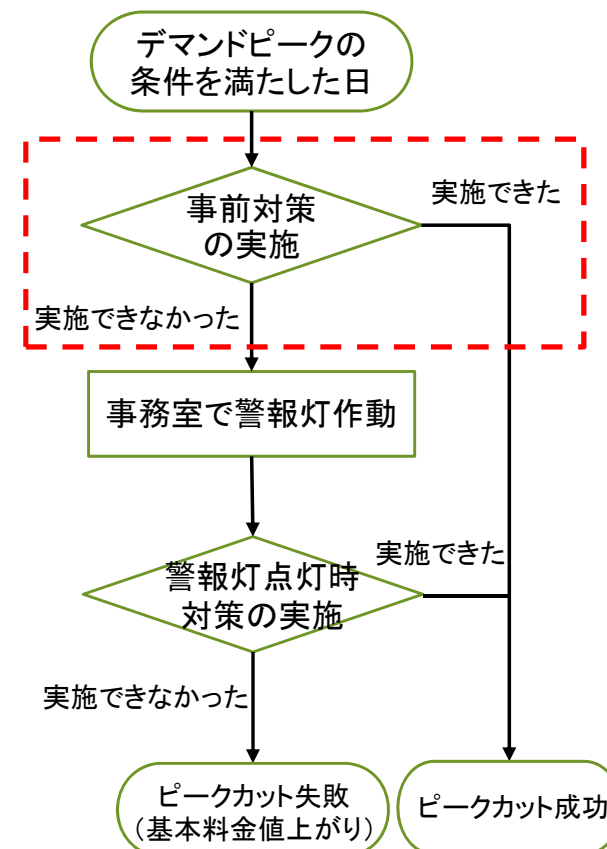 デマンドピークの
条件を満たした日
実施できた
事前対策
の実施
実施できなかった
事務室で警報灯作動
実施できた
警報灯点灯時
対策の実施
実施できなかった
ピークカット失敗
（基本料金値上がり）
ピークカット成功